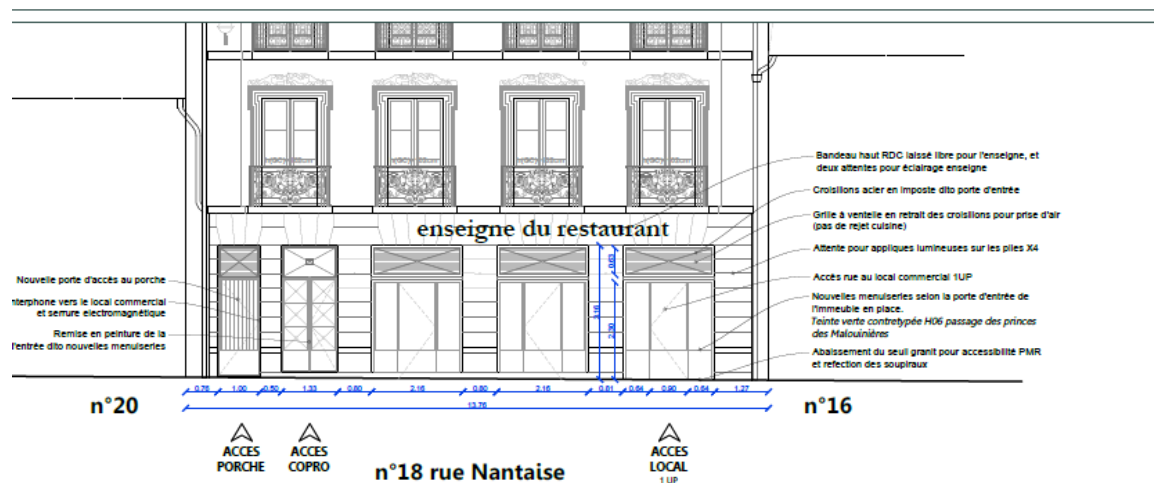 Bandeau haut RDC laissé libre pour l'enseigne, et
deux attentes pour éclairage enseigne
Croisillons acier en imposte dito porte d'entrée
enseigne du restaurant
Grille à ventelle en retrait des croisillons pour prise d'air
(pas de rejet cuisine)
Attente pour appliques lumineuses sur les piles X4
Nouvelle porte d'accès au porche
nterphone vers le local commercial
et serrure électromagnétique
Remise en peinture de la
l'entrée dito nouvelles menuiseries
Accès rue au local commercial 1UP
Nouvelles menuiseries selon la porte d'entrée de
l'immeuble en place.
Teinte verte contretypée H06 passage des princes
des Malouinières
Abaissement du seuil granit pour accessibilité PMR
et refection des soupiraux
0.63
3.16
2.30
0.76 1.00 0.50 1.33 0.80 2.16 0.80 2.16 0.81 0.64 0.90 0.64 1.27
13.76
n°20
n°16
ACCES
PORCHE
ACCES
COPRO
n°18 rue Nantaise
ACCES
LOCAL
1 UP